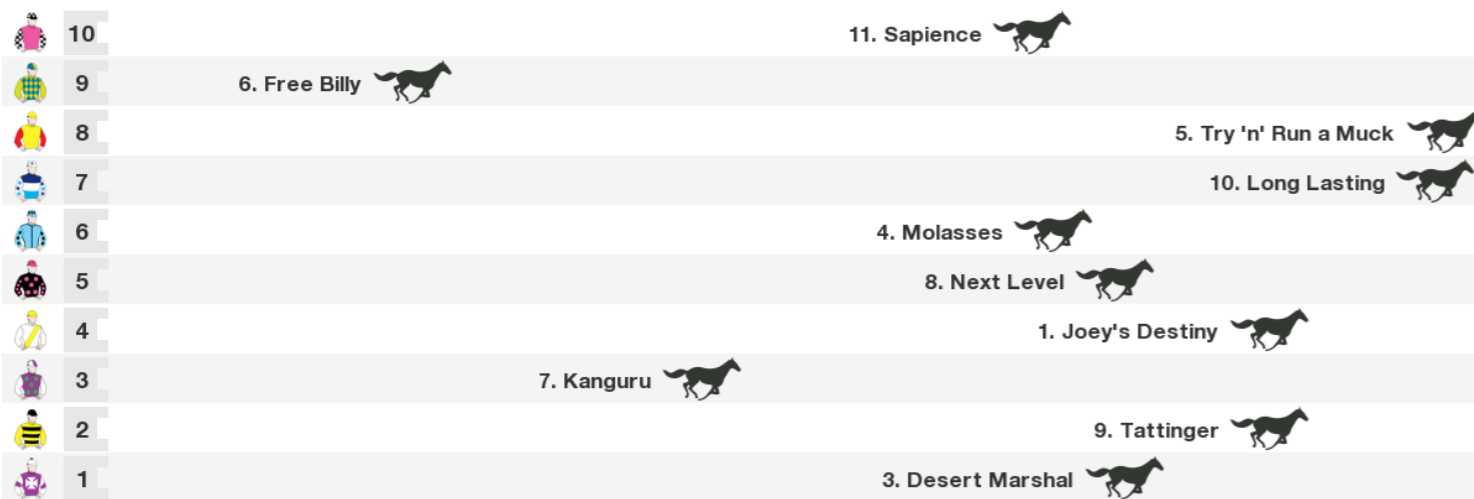 10 11. Sapience
9 6. Free Billy
8 5. Try 'n' Run a Muck
7 10. Long Lasting
6 4. Molasses
5 8. Next Level
4 1. Joey's Destiny
3 7. Kanguru
2 9. Tattinger
1 3. Desert Marshal